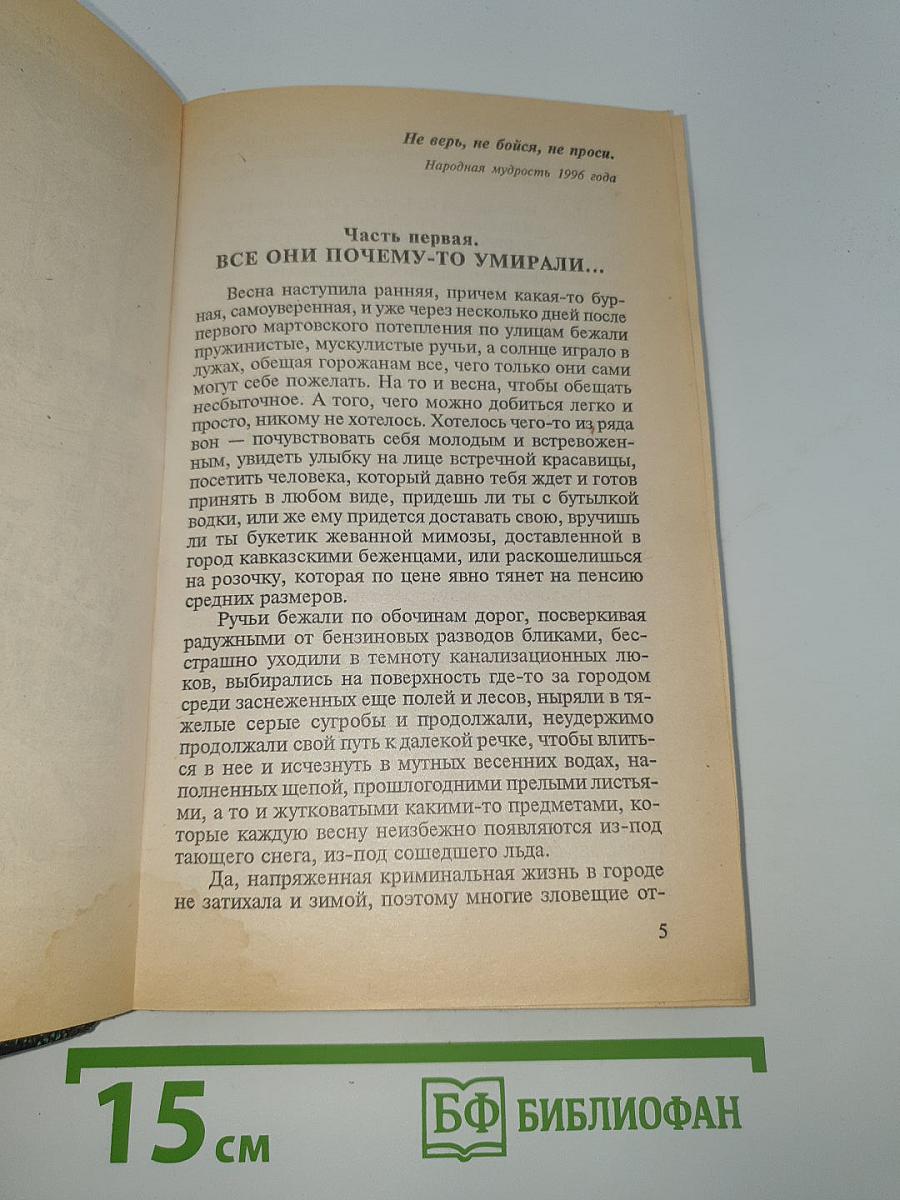 Не верь, не бойся, не проси.
Народная мудрость 1996 года
Часть первая.
ВСЕ ОНИ ПОЧЕМУ-ТО УМИРАЛИ...
Весна наступила ранняя, причем какая-то бур-
ная, самоуверенная, и уже через несколько дней после
первого мартовского потепления по улицам бежали
пружинистые, мускулистые ручьи, а солнце играло в
лужах, обещая горожанам все, чего только они сами
могут себе пожелать. На то и весна, чтобы обещать
несбыточное. А того, чего можно добиться легко и
просто, никому не хотелось. Хотелось чего-то из ряда
вон — почувствовать себя молодым и встревожен-
ным, увидеть улыбку на лице встречной красавицы,
посетить человека, который давно тебя ждет и готов
принять в любом виде, придешь ли ты с бутылкой
водки, или же ему придется доставать свою, вручишь
ли ты букетик жеванной мимозы, доставленной в
город кавказскими беженцами, или раскошелишься
на розочку, которая по цене явно тянет на пенсию
средних размеров.
Ручьи бежали по обочинам дорог, посверкивая
радужными от бензиновых разводов бликами, бес-
страшно уходили в темноту канализационных лю-
ков, выбирались на поверхность где-то за городом
среди заснеженных еще полей и лесов, ныряли в тя-
желые серые сугробы и продолжали, неудержимо
продолжали свой путь к далекой речке, чтобы влить-
ся в нее и исчезнуть в мутных весенних водах, на-
полненных щепой, прошлогодними прелыми листья-
ми, а то и жутковатыми какими-то предметами, ко-
торые каждую весну неизбежно появляются из-под
тающего снега, из-под сошедшего льда.
Да, напряженная криминальная жизнь в городе
не затихала и зимой, поэтому многие зловещие от-
5
15 см
БФ БИБЛИОФАН